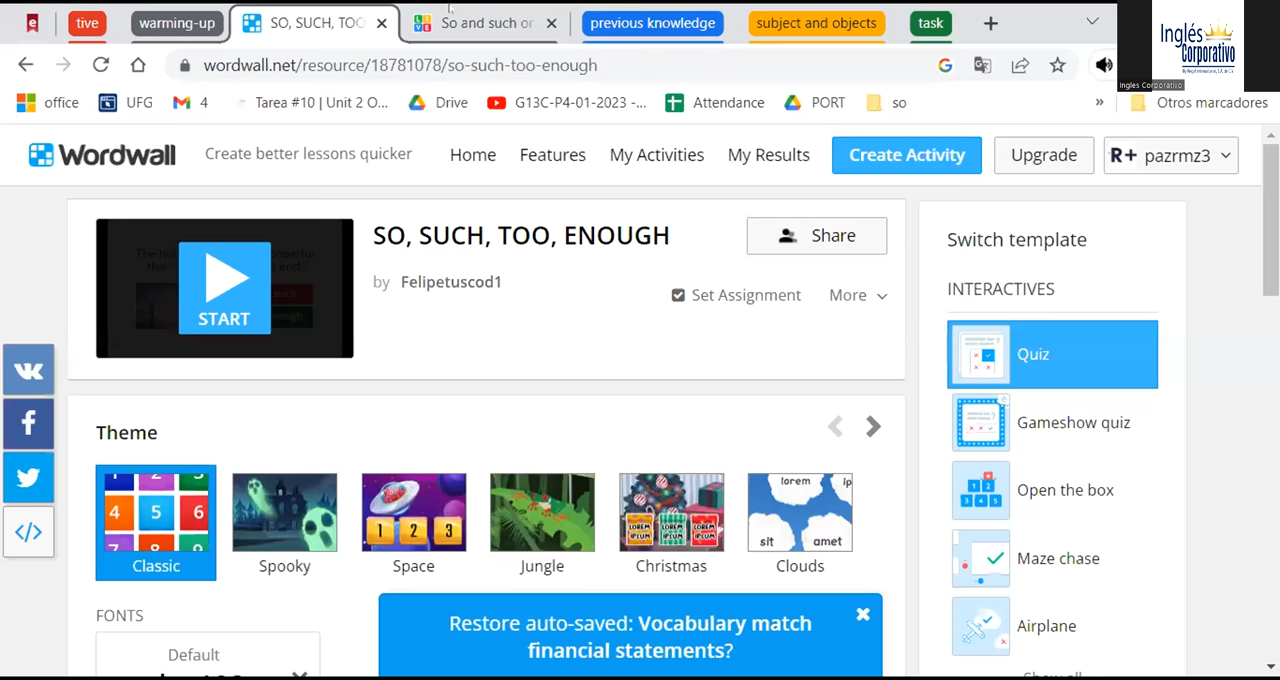 tive
warming-up
SO, SUCH, TOO
So and such or
previous knowledge
subject and objects
task
wordwall.net/resource/18781078/so-such-too-enough
Inglés
Corporativo
Ingles Corporativo
office
UFG
4
Tarea #10 | Unit 2 O...
Drive
G13C-P4-01-2023 -...
Attendance
PORT
so
»
Otros marcadores
Wordwall
Create better lessons quicker
Home
Features
My Activities
My Results
Create Activity
Upgrade
R+ pazrmz3
START
SO, SUCH, TOO, ENOUGH
Share
by Felipetuscod1
Set Assignment
More
Switch template
INTERACTIVES
Quiz
Gameshow quiz
Open the box
Maze chase
Airplane
Show all
Theme
Classic
Spooky
Space
Jungle
Christmas
Clouds
FONTS
Default
Restore auto-saved: Vocabulary match
financial statements?